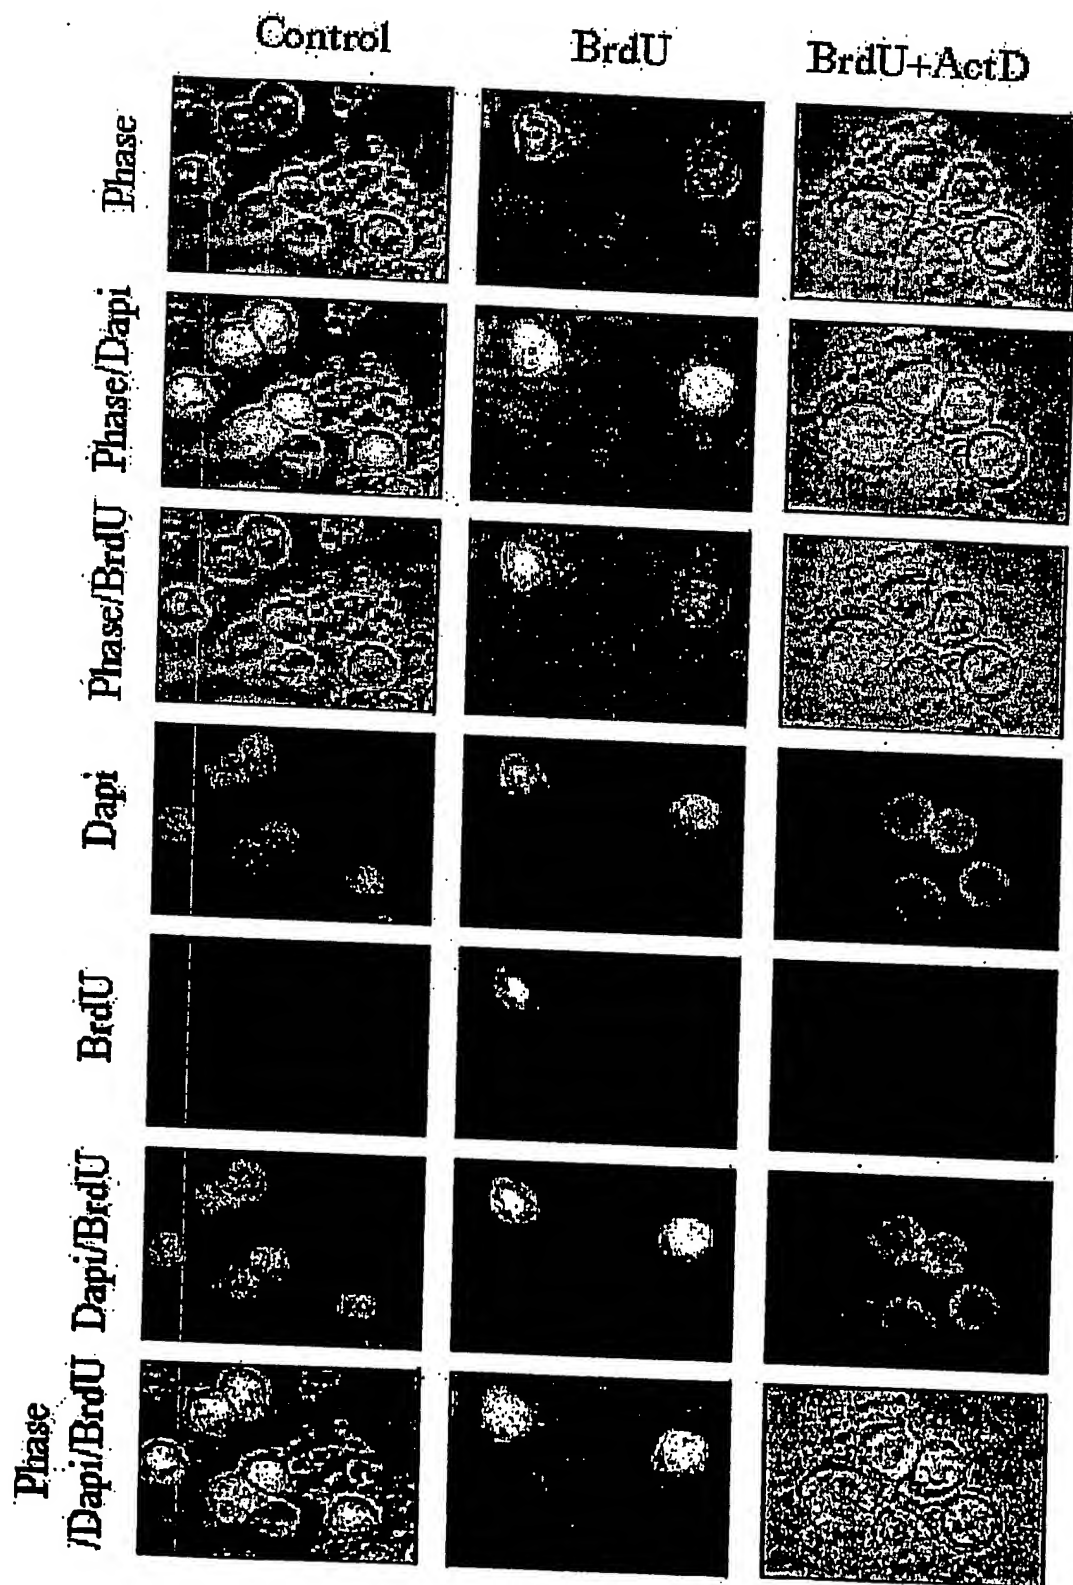 Control
BrdU
BrdU+ActD
Phase
Phase/Dapi
Phase/BrdU
Dapi
BrdU
Dapi/BrdU
Phase
/Dapi/BrdU